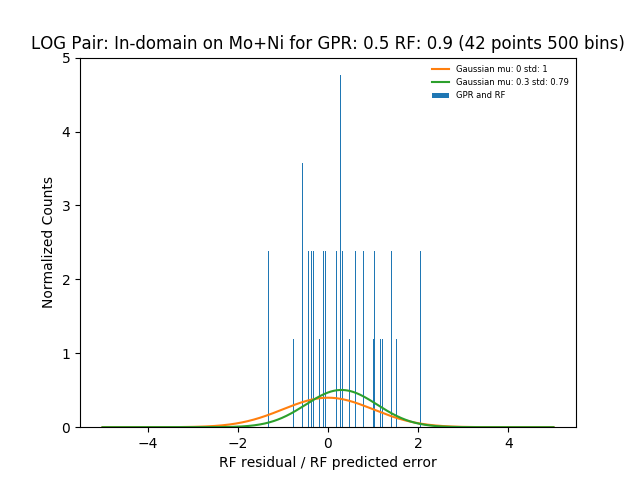 LOG Pair: In-domain on Mo+Ni for GPR: 0.5 RF: 0.9 (42 points 500 bins)
Gaussian mu: 0 std: 1
Gaussian mu: 0.3 std: 0.79
GPR and RF
Normalized Counts
5
4
3
2
1
0
−4
−2
0
2
4
RF residual / RF predicted error